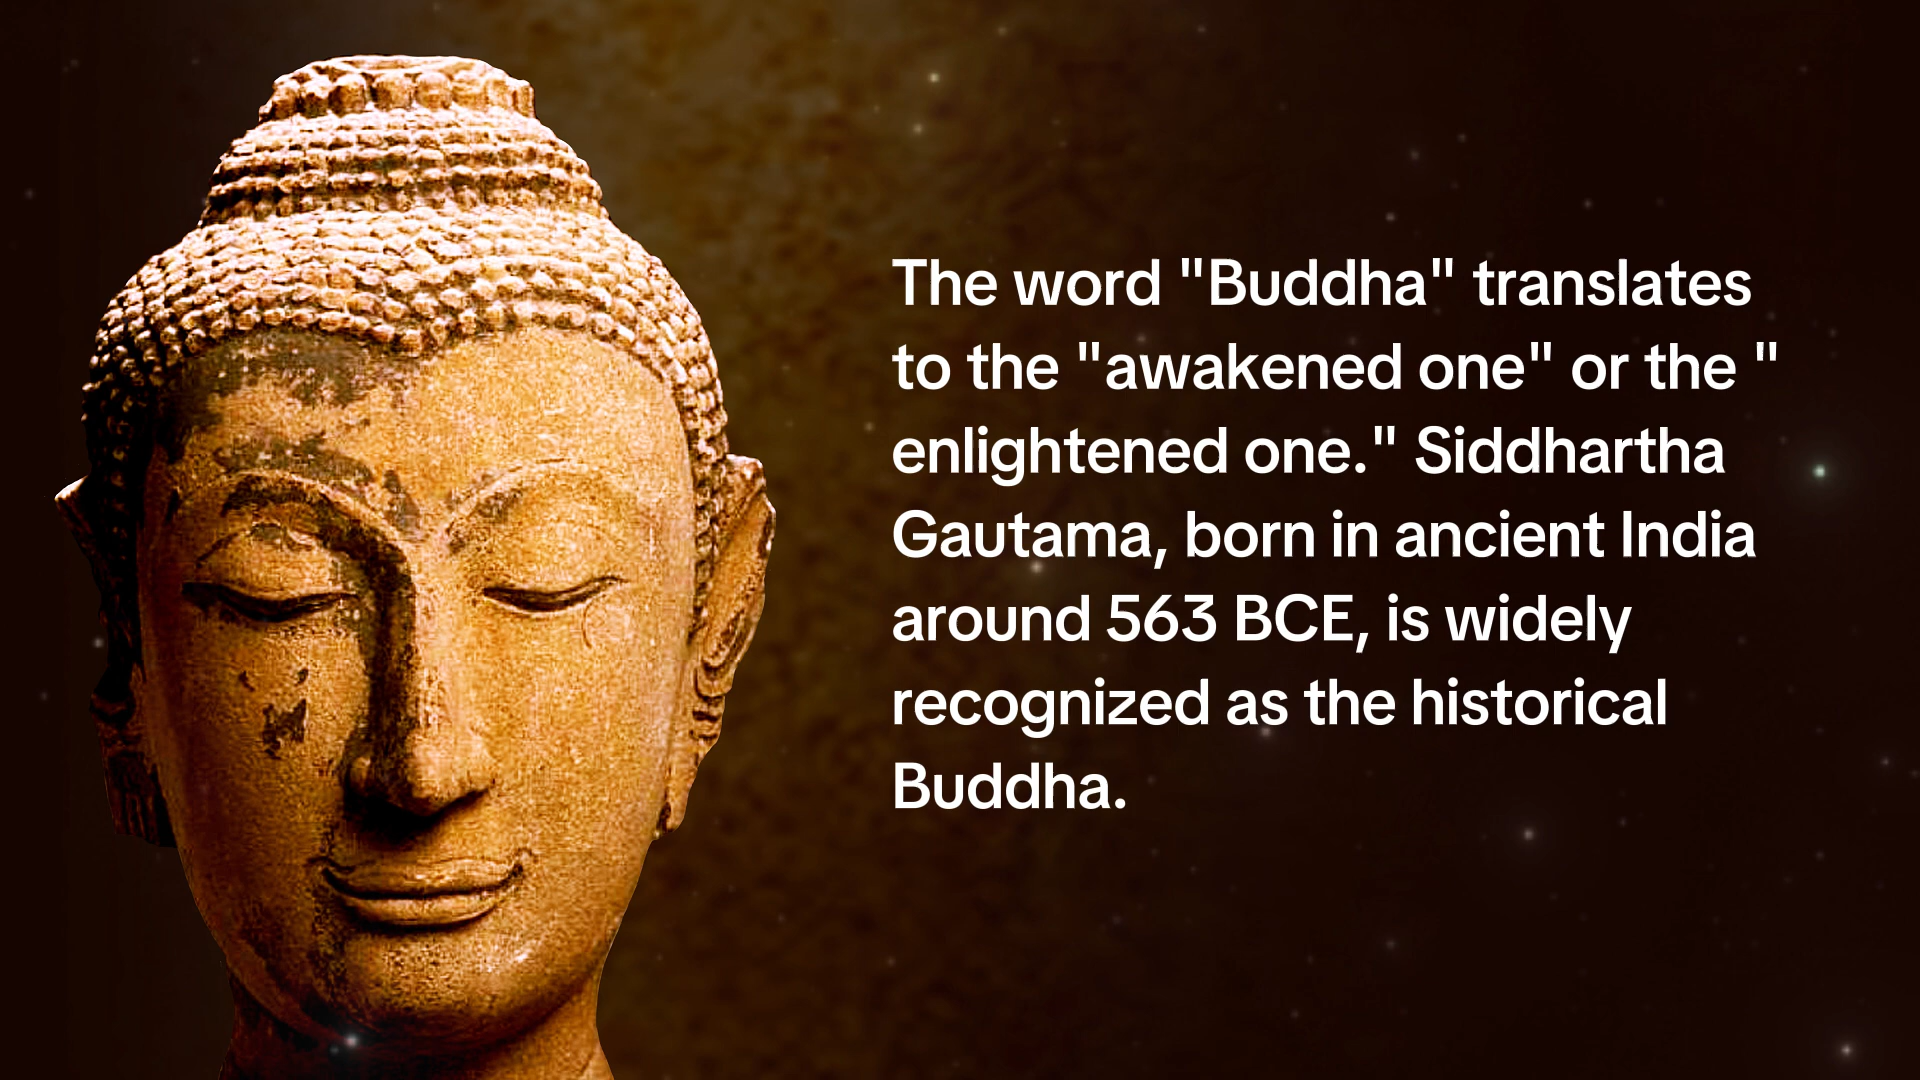 The word "Buddha" translates
to the "awakened one" or the "
enlightened one." Siddhartha
Gautama, born in ancient India
around 563 BCE, is widely
recognized as the historical
Buddha.